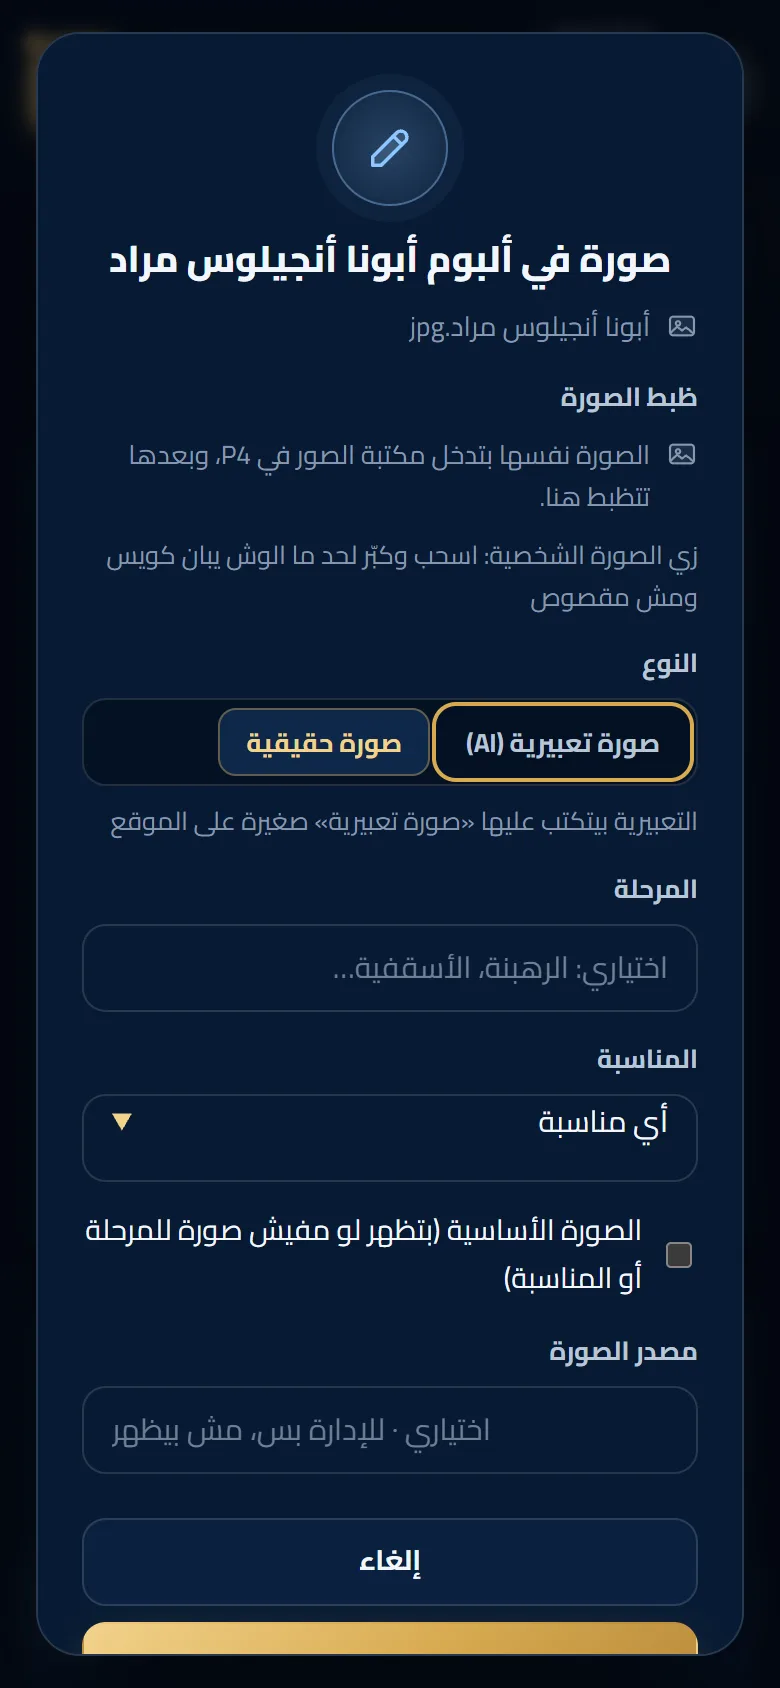 صورة في ألبوم أبونا أنجيلوس مراد
أبونا أنجيلوس مراد.jpg
ظبط الصورة
الصورة نفسها بتدخل مكتبة الصور في P4، وبعدها
تتظبط هنا.
زي الصورة الشخصية: اسحب وكبّر لحد ما الوش يبان كويس
ومش مقصوص
النوع
صورة تعبيرية (AI)
صورة حقيقية
التعبيرية بيتكتب عليها «صورة تعبيرية» صغيرة على الموقع
المرحلة
اختياري: الرهبنة، الأسقفية...
المناسبة
أي مناسبة
الصورة الأساسية (بتظهر لو مفيش صورة للمرحلة
أو المناسبة)
مصدر الصورة
اختياري · للإدارة بس، مش بيظهر
إلغاء